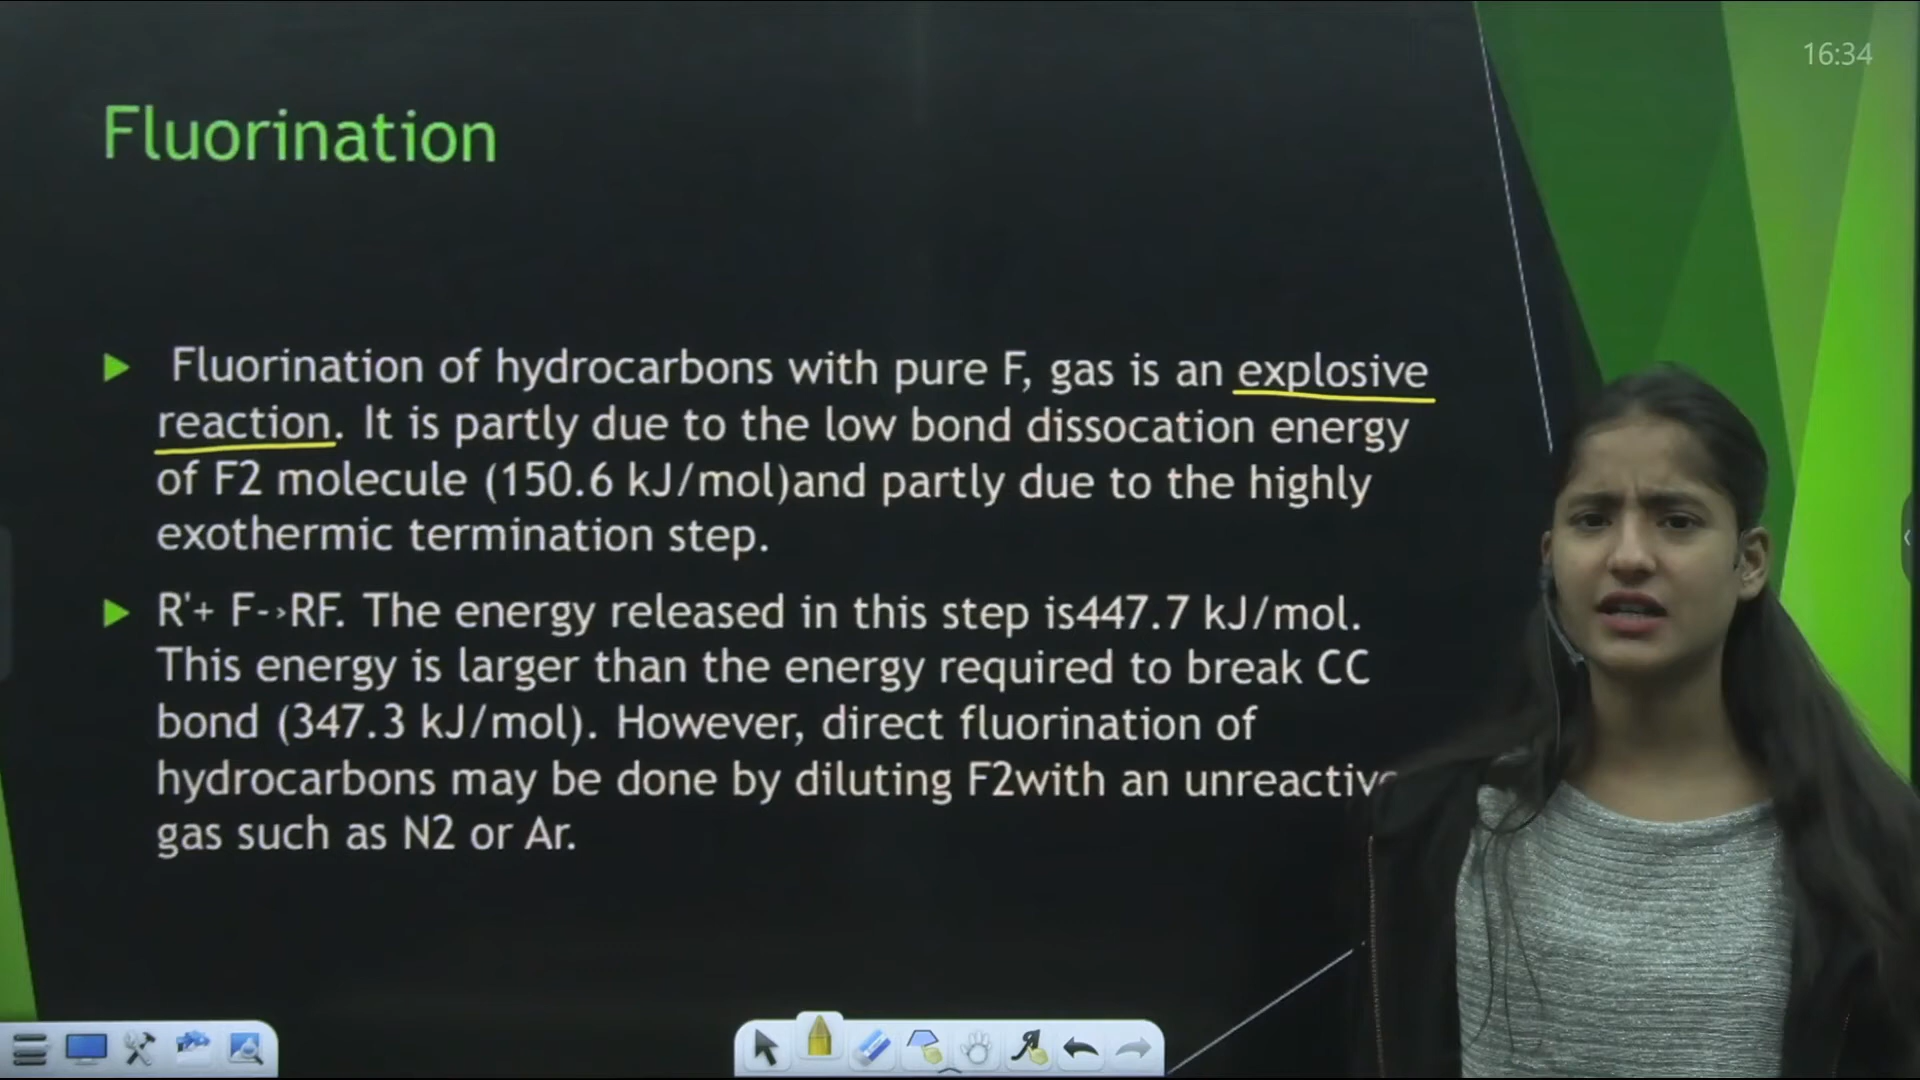 16:34
Fluorination
Fluorination of hydrocarbons with pure F, gas is an explosive
reaction. It is partly due to the low bond dissocation energy
of F2 molecule (150.6 kJ/mol)and partly due to the highly
exothermic termination step.
R'+ F->RF. The energy released in this step is447.7 kJ/mol.
This energy is larger than the energy required to break CC
bond (347.3 kJ/mol). However, direct fluorination of
hydrocarbons may be done by diluting F2with an unreactive
gas such as N2 or Ar.